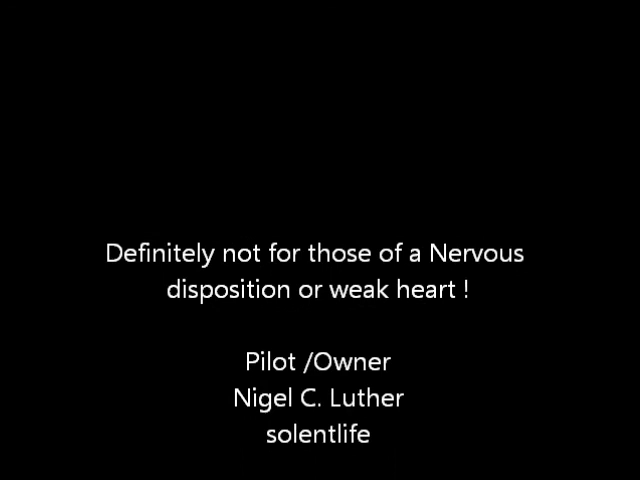 Definitely not for those of a Nervous
disposition or weak heart !
Pilot /Owner
Nigel C. Luther
solentlife